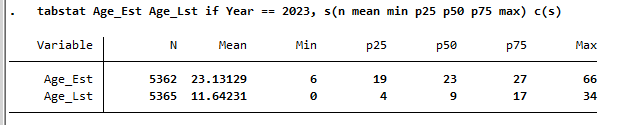 . tabstat Age_Est Age_Lst if Year == 2023, s(n mean min p25 p50 p75 max) c(s)
Variable N Mean Min p25 p50 p75 Max
Age_Est 5362 23.13129 6 19 23 27 66
Age_Lst 5365 11.64231 0 4 9 17 34